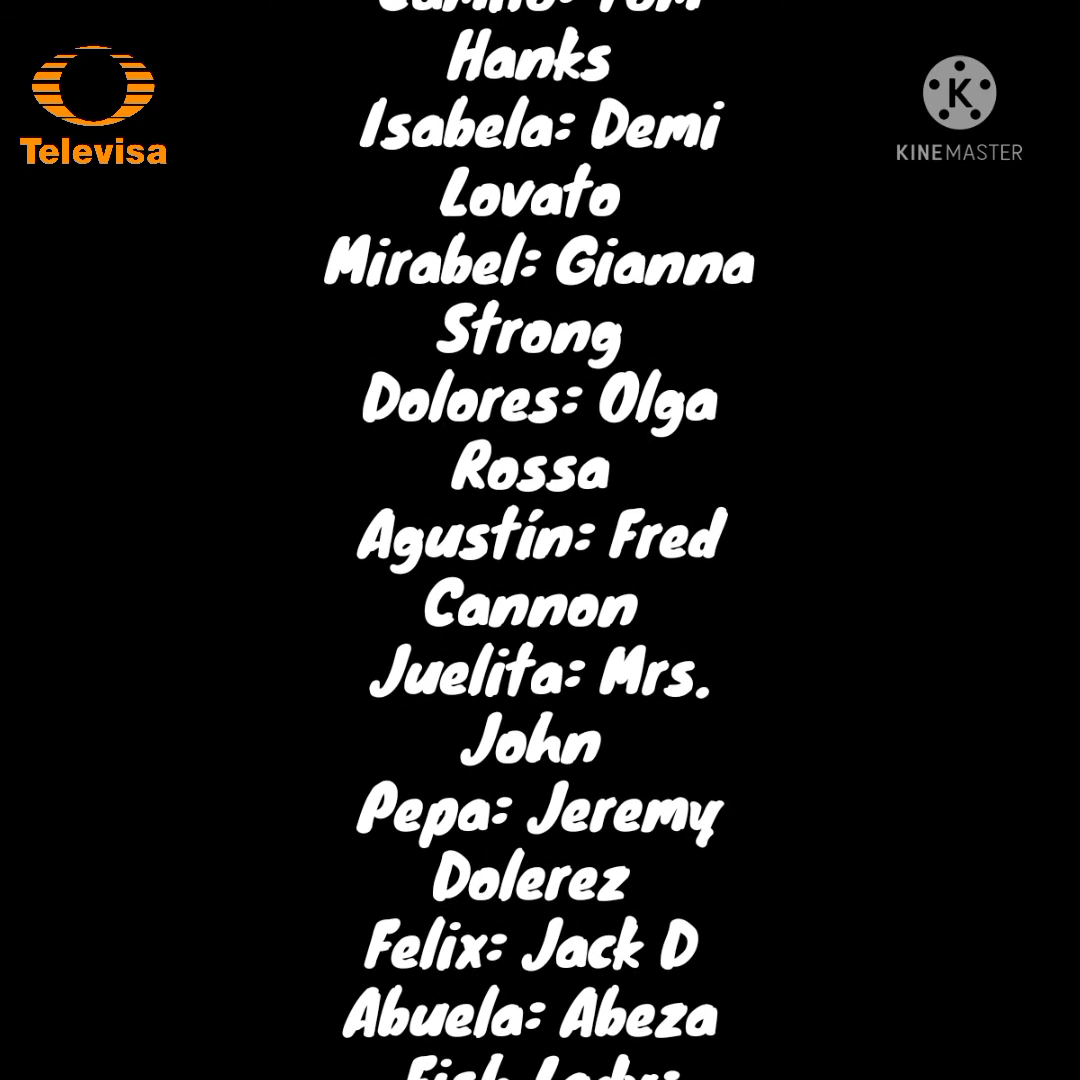 Televisa
K
KINEMASTER
Hanks
Isabela: Demi
Lovato
Mirabel: Gianna
Strong
Dolores: Olga
Rossa
Agustín: Fred
Cannon
Juelita: Mrs.
John
Pepa: Jeremy
Dolerez
Felix: Jack D
Abuela: Abeza